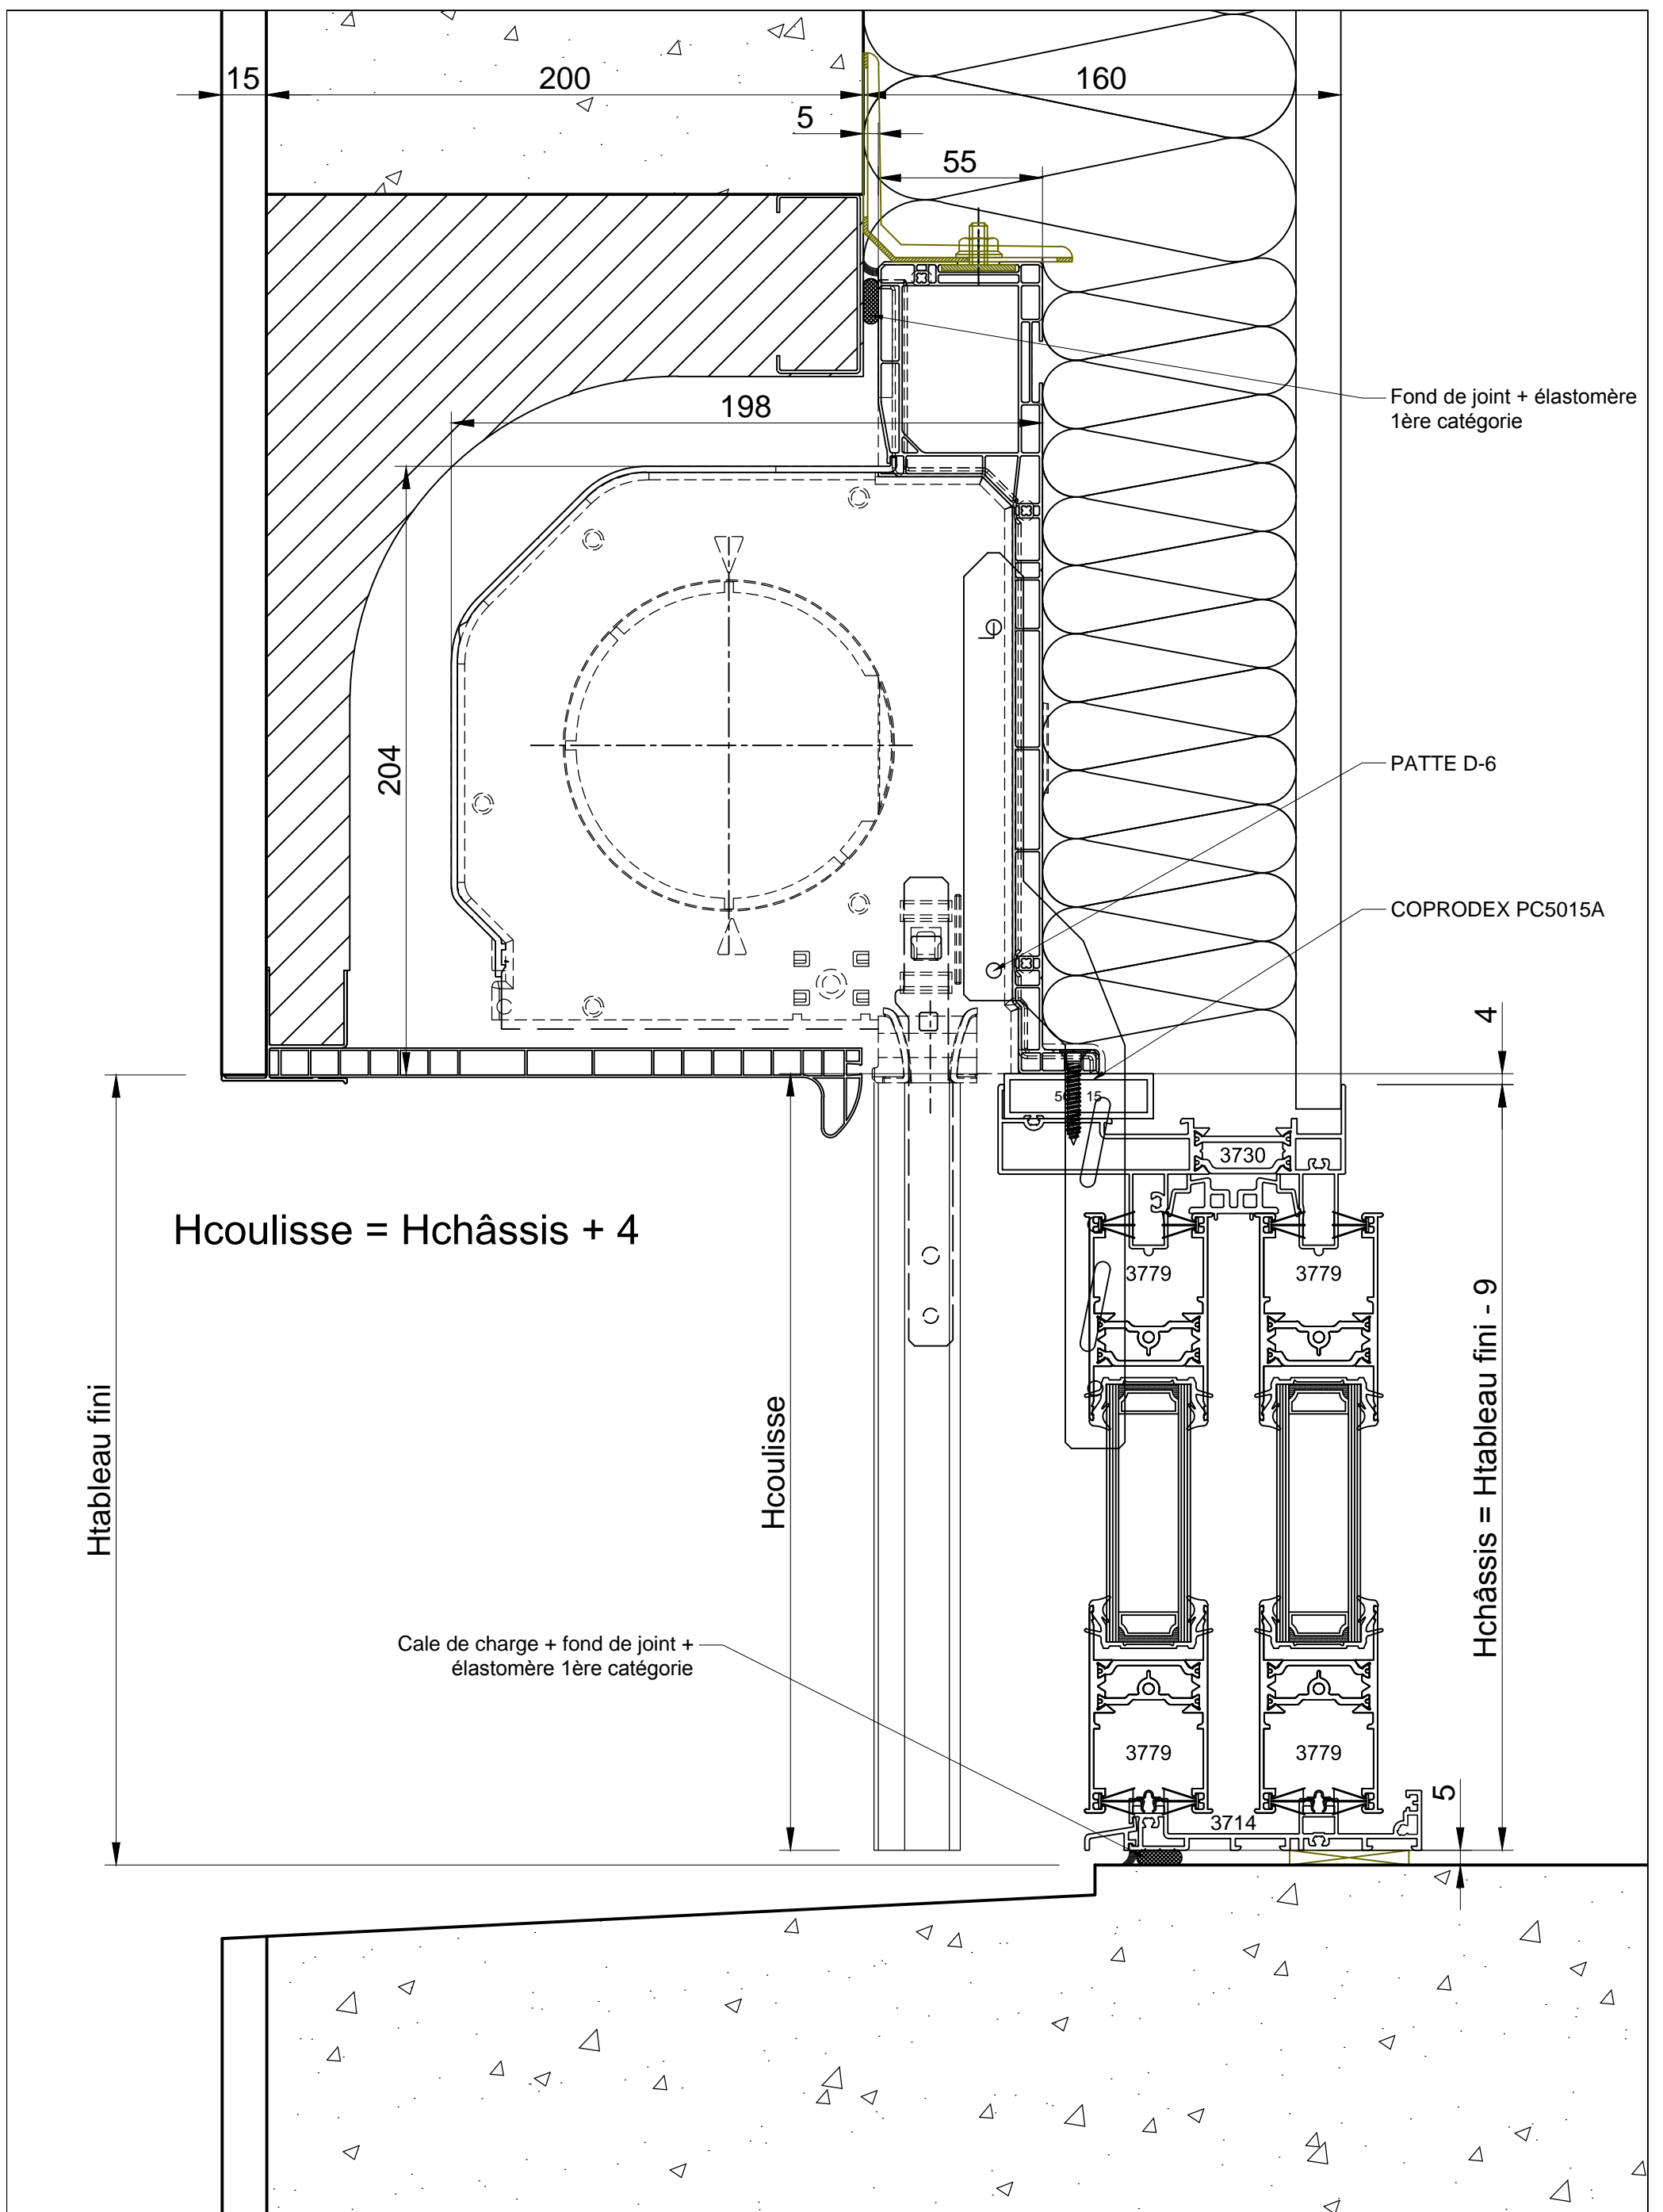 15
200
160
5
55
198
Fond de joint + élastomère
1ère catégorie
204
PATTE D-6
COPRODEX PC5015A
4
15
3730
Hcoulisse = Hchâssis + 4
3779
3779
Htableau fini
Hcoulisse
Hchâssis = Htableau fini - 9
Cale de charge + fond de joint +
élastomère 1ère catégorie
3779
3779
5
3714